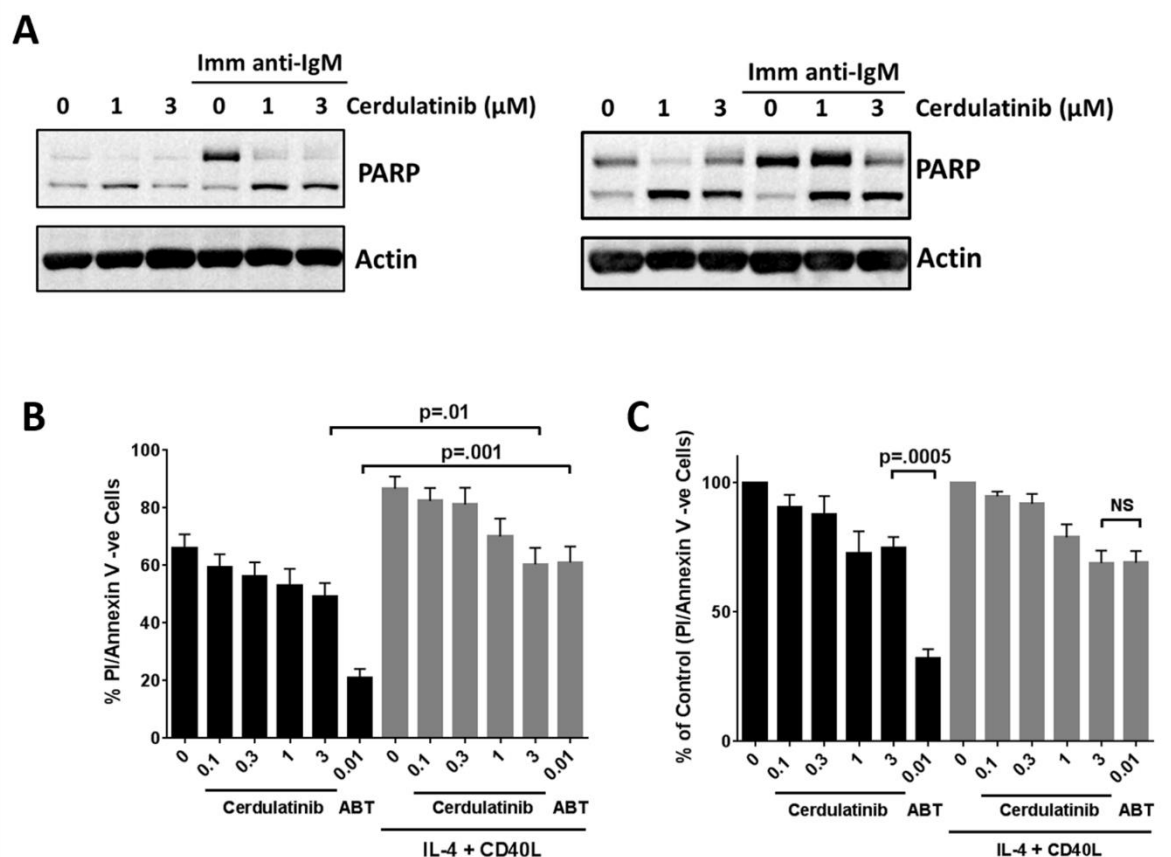 A
Imm anti-IgM
0 1 3 0 1 3 Cerdulatinib (µM)
PARP
Actin
Imm anti-IgM
0 1 3 0 1 3 Cerdulatinib (µM)
PARP
Actin
B
p=.01
p=.001
% PI/Annexin V -ve Cells
100
80
60
40
20
0
0 0.1 0.3 1 3 0.01 0 0.1 0.3 1 3 0.01
Cerdulatinib ABT Cerdulatinib ABT
IL-4 + CD40L
C
p=.0005
NS
% of Control (PI/Annexin V -ve Cells)
100
50
0
0 0.1 0.3 1 3 0.01 0 0.1 0.3 1 3 0.01
Cerdulatinib ABT Cerdulatinib ABT
IL-4 + CD40L